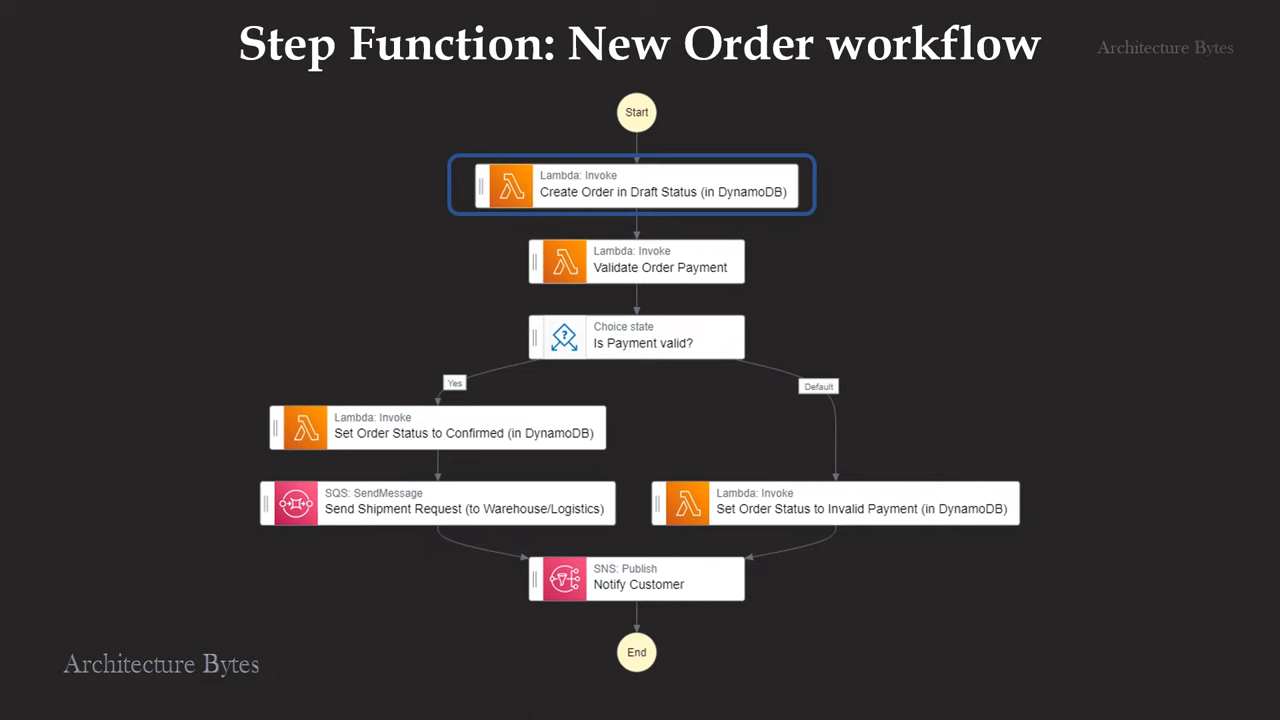 Step Function: New Order workflow
Architecture Bytes
Start
Lambda: Invoke
Create Order in Draft Status (in DynamoDB)
Lambda: Invoke
Validate Order Payment
Choice state
Is Payment valid?
Yes
Default
Lambda: Invoke
Set Order Status to Confirmed (in DynamoDB)
SQS: SendMessage
Send Shipment Request (to Warehouse/Logistics)
Lambda: Invoke
Set Order Status to Invalid Payment (in DynamoDB)
SNS: Publish
Notify Customer
End
Architecture Bytes